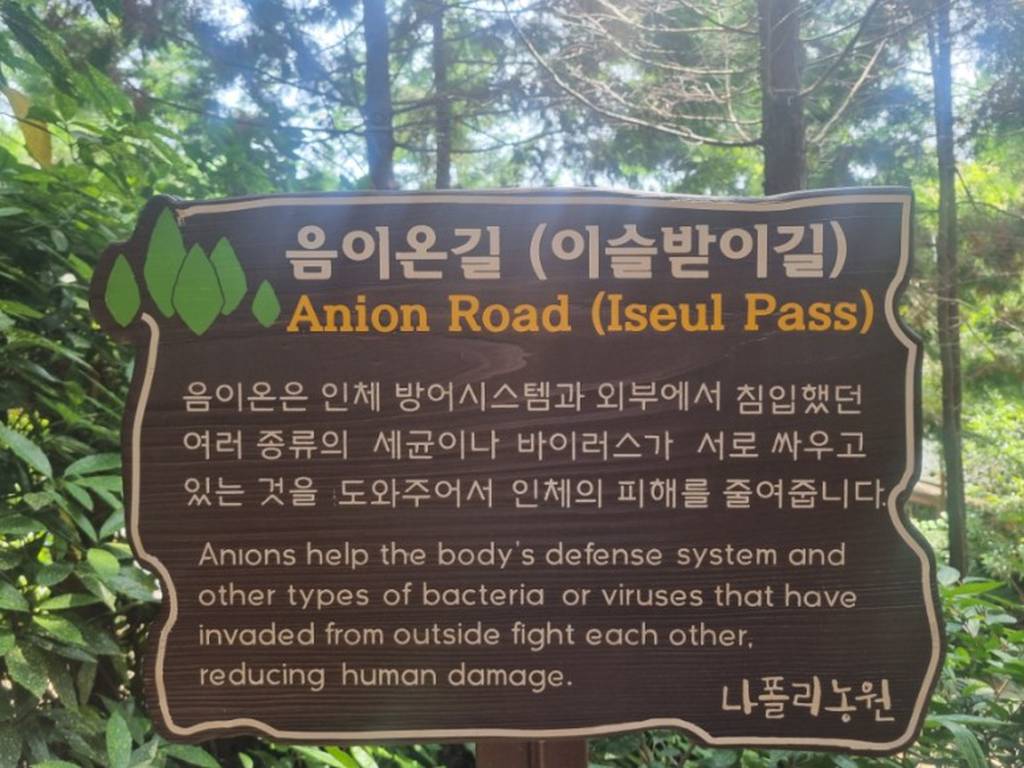 음이온길 (이슬받이길)
Anion Road (Iseul Pass)
음이온은 인체 방어시스템과 외부에서 침입했던
여러 종류의 세균이나 바이러스가 서로 싸우고
있는 것을 도와주어서 인체의 피해를 줄여줍니다.
Anions help the body's defense system and
other types of bacteria or viruses that have
invaded from outside fight each other,
reducing human damage.
나폴리농원